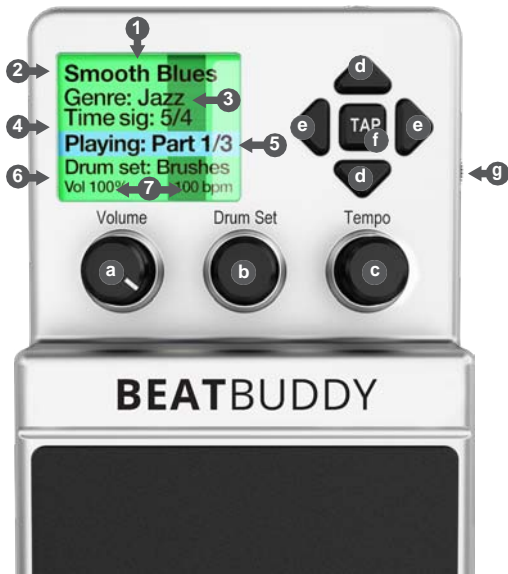 1
2 Smooth Blues
Genre: Jazz 3
4 Time sig: 5/4
Playing: Part 1/3 5
6 Drum set: Brushes
Vol 100% 7 100 bpm
d
e TAP e
f
d
g
Volume Drum Set Tempo
a b c
BEATBUDDY